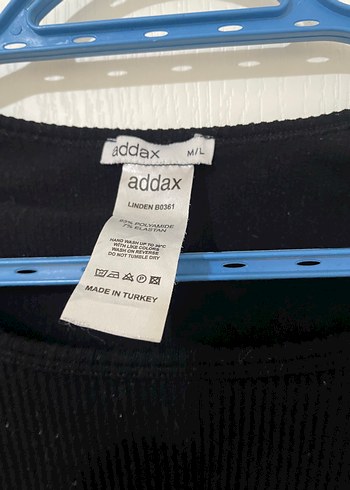 addax M/L
addax
LINDEN B0361
93% POLYAMIDE
7% ELASTAN
HAND WASH UP TO 30°C
WITH LIKE COLORS
WASH ON REVERSE
DO NOT TUMBLE DRY
MADE IN TURKEY